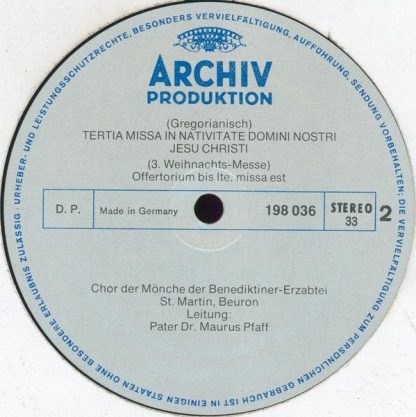 URHEBER- UND LEISTUNGSSCHUTZRECHTE, BESONDERS VERVIELFÄLTIGUNG, AUFFÜHRUNG, SENDUNG VORBEHALTEN; DIE VERVIELFÄLTIGUNG ZUM PERSÖNLICHEN GEBRAUCH IST IN EINIGEN STAATEN OHNE BESONDERE ERLAUBNIS ZULÄSSIG ·
ARCHIV
PRODUKTION
(Gregorianisch)
TERTIA MISSA IN NATIVITATE DOMINI NOSTRI
JESU CHRISTI
(3. Weihnachts-Messe)
Offertorium bis Ite, missa est
D. P. Made in Germany 198 036 STEREO 2
33
Chor der Mönche der Benediktiner-Erzabtei
St. Martin, Beuron
Leitung:
Pater Dr. Maurus Pfaff